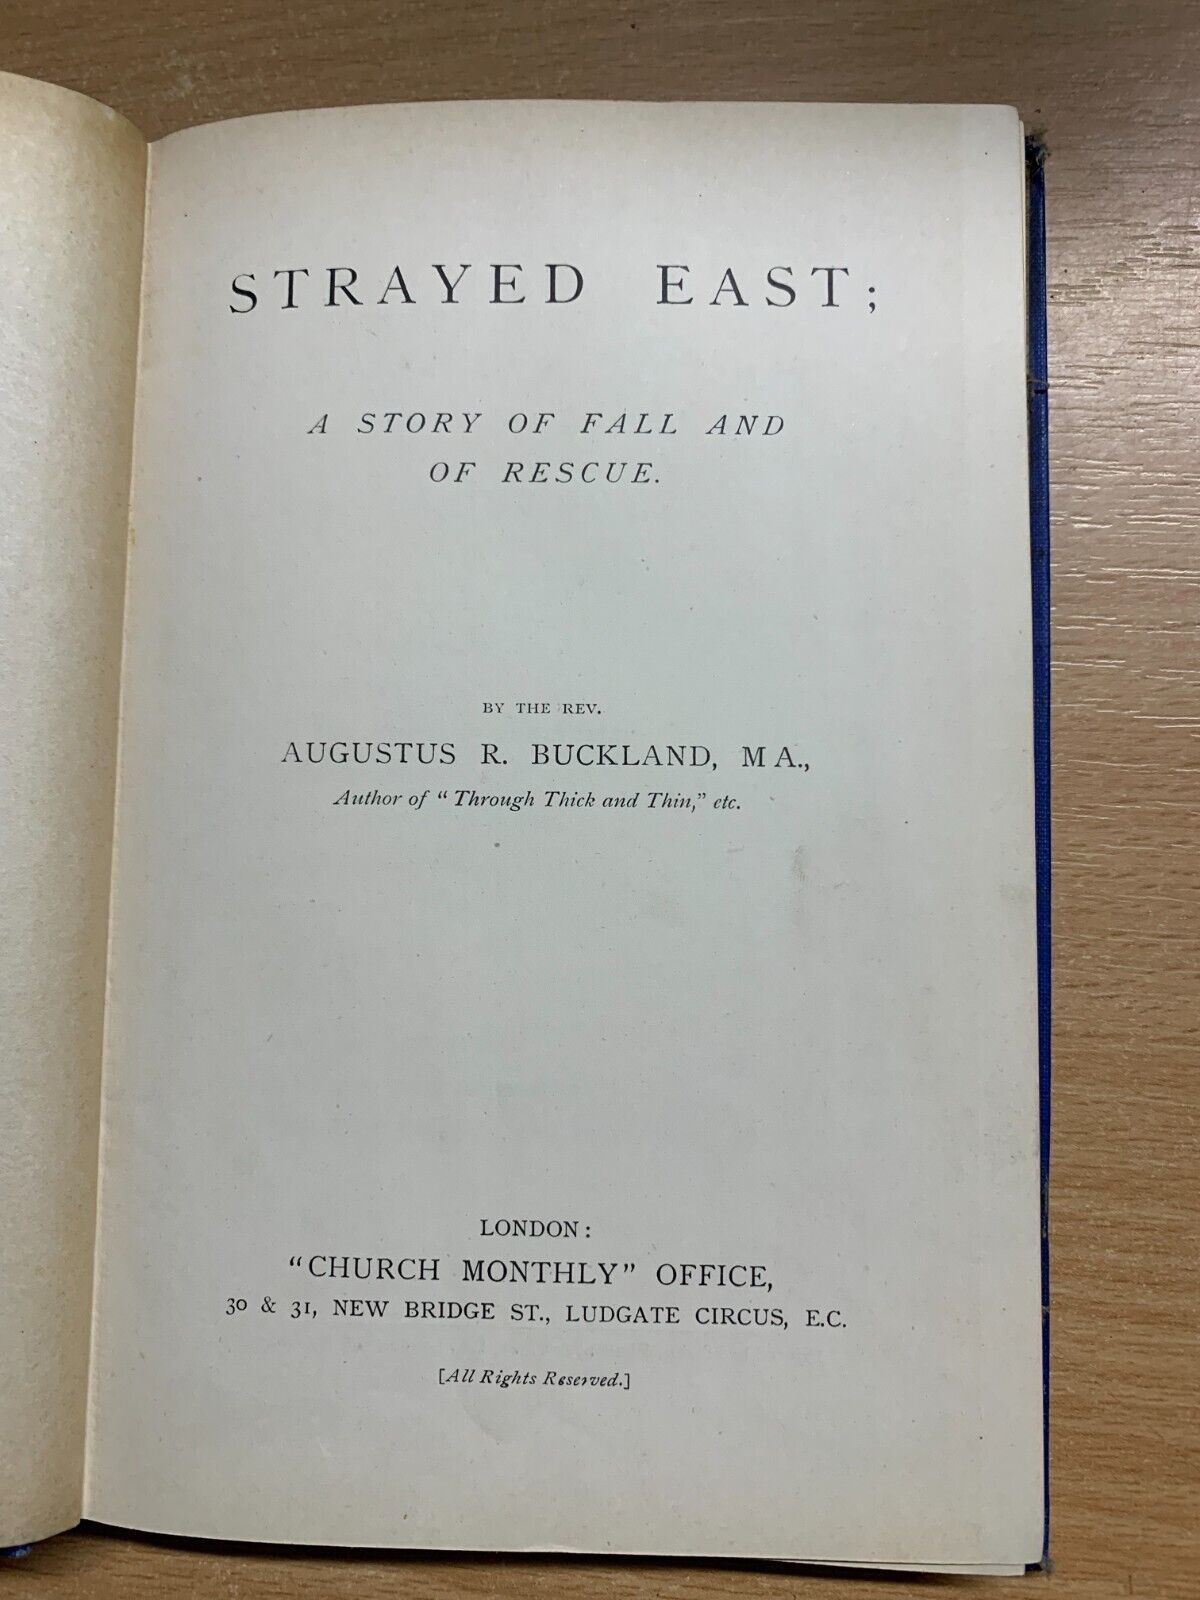 STRAYED EAST;
A STORY OF FALL AND
OF RESCUE.
BY THE REV.
AUGUSTUS R. BUCKLAND, M A.,
Author of "Through Thick and Thin," etc.
LONDON:
"CHURCH MONTHLY" OFFICE,
30 & 31, NEW BRIDGE ST., LUDGATE CIRCUS, E.C.
[All Rights Reserved.]